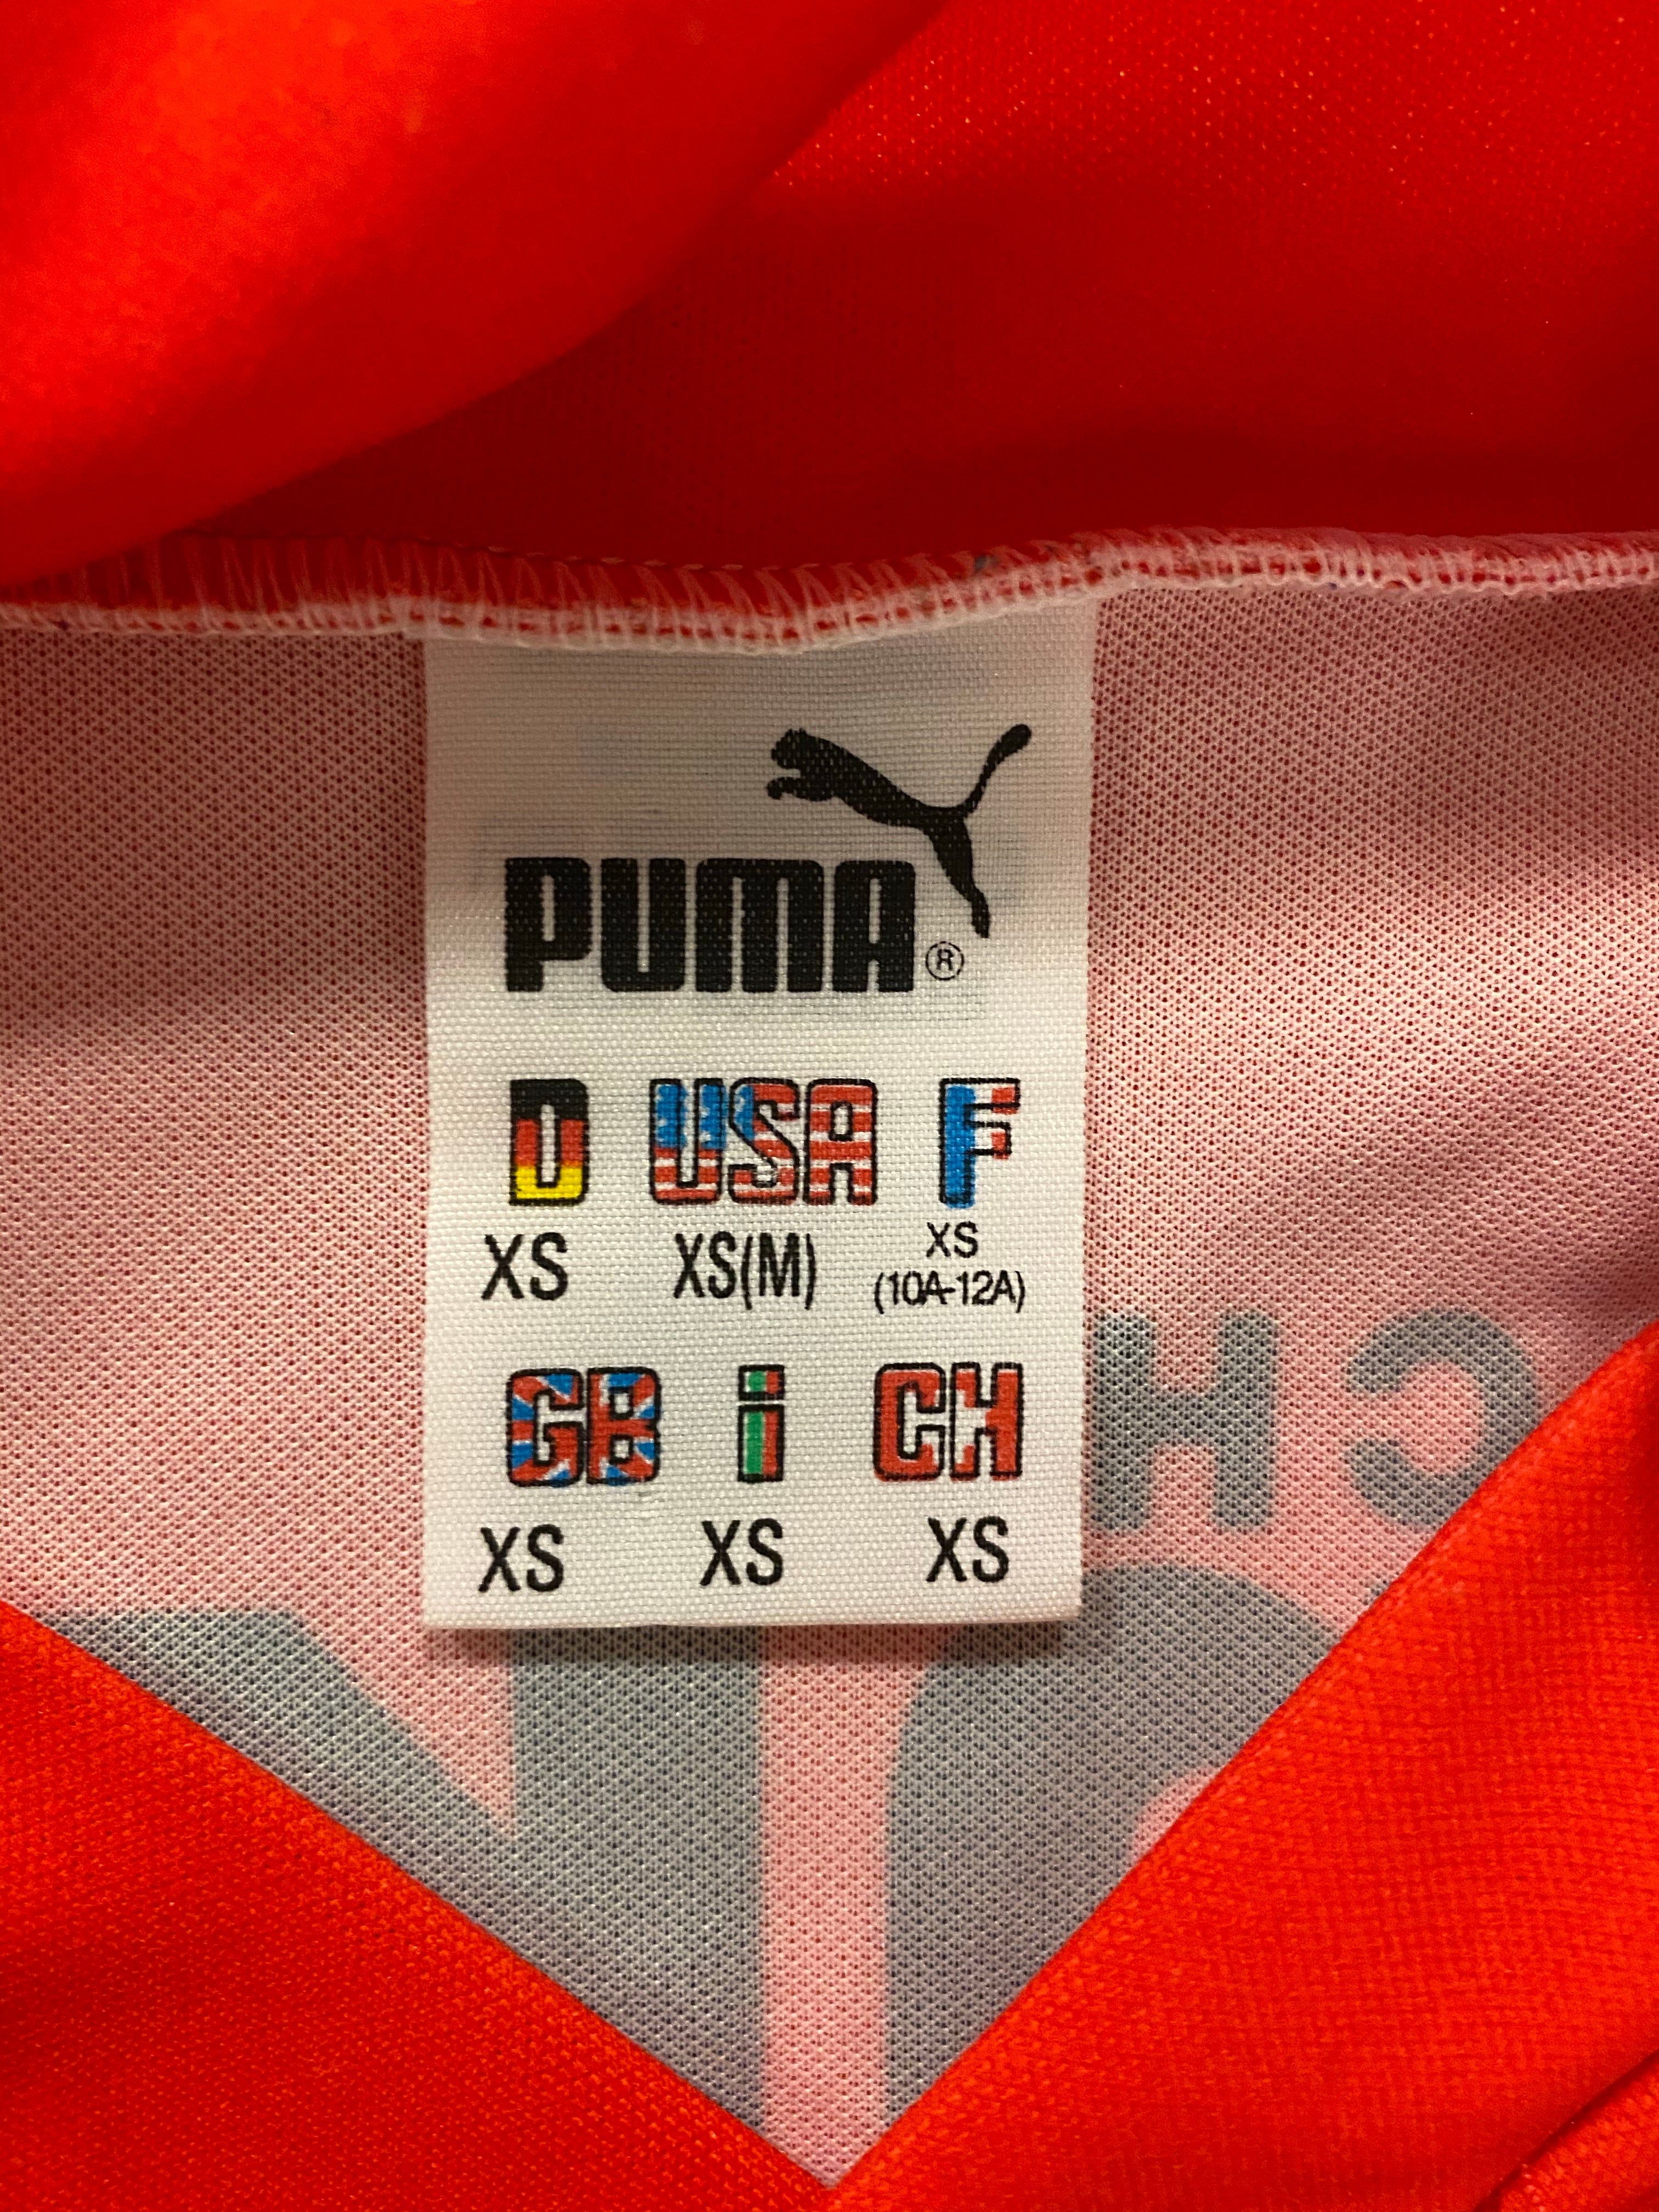 PUMA®
D USA F
XS XS(M) XS
(10A-12A)
GB i CH
XS XS XS